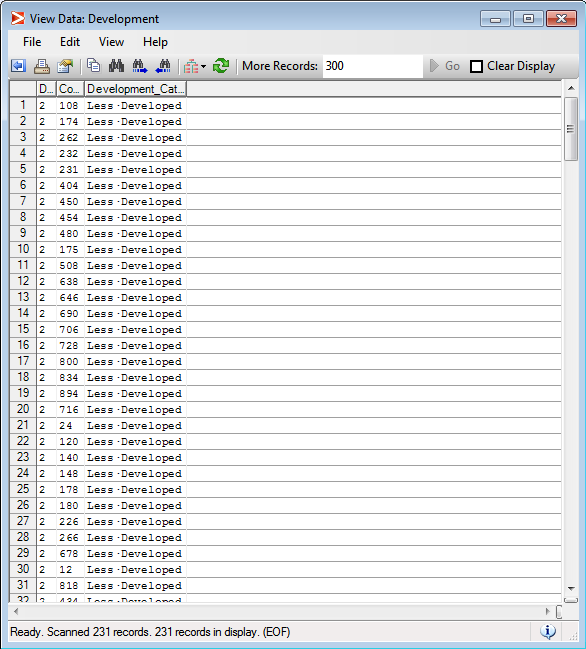 View Data: Development
File Edit View Help
More Records: 300 Go Clear Display
D... Co... Development_Cat...
1 2 108 Less·Developed
2 2 174 Less·Developed
3 2 262 Less·Developed
4 2 232 Less·Developed
5 2 231 Less·Developed
6 2 404 Less·Developed
7 2 450 Less·Developed
8 2 454 Less·Developed
9 2 480 Less·Developed
10 2 175 Less·Developed
11 2 508 Less·Developed
12 2 638 Less·Developed
13 2 646 Less·Developed
14 2 690 Less·Developed
15 2 706 Less·Developed
16 2 728 Less·Developed
17 2 800 Less·Developed
18 2 834 Less·Developed
19 2 894 Less·Developed
20 2 716 Less·Developed
21 2 24 Less·Developed
22 2 120 Less·Developed
23 2 140 Less·Developed
24 2 148 Less·Developed
25 2 178 Less·Developed
26 2 180 Less·Developed
27 2 226 Less·Developed
28 2 266 Less·Developed
29 2 678 Less·Developed
30 2 12 Less·Developed
31 2 818 Less·Developed
32 2 434 Less·Developed
Ready. Scanned 231 records. 231 records in display. (EOF)